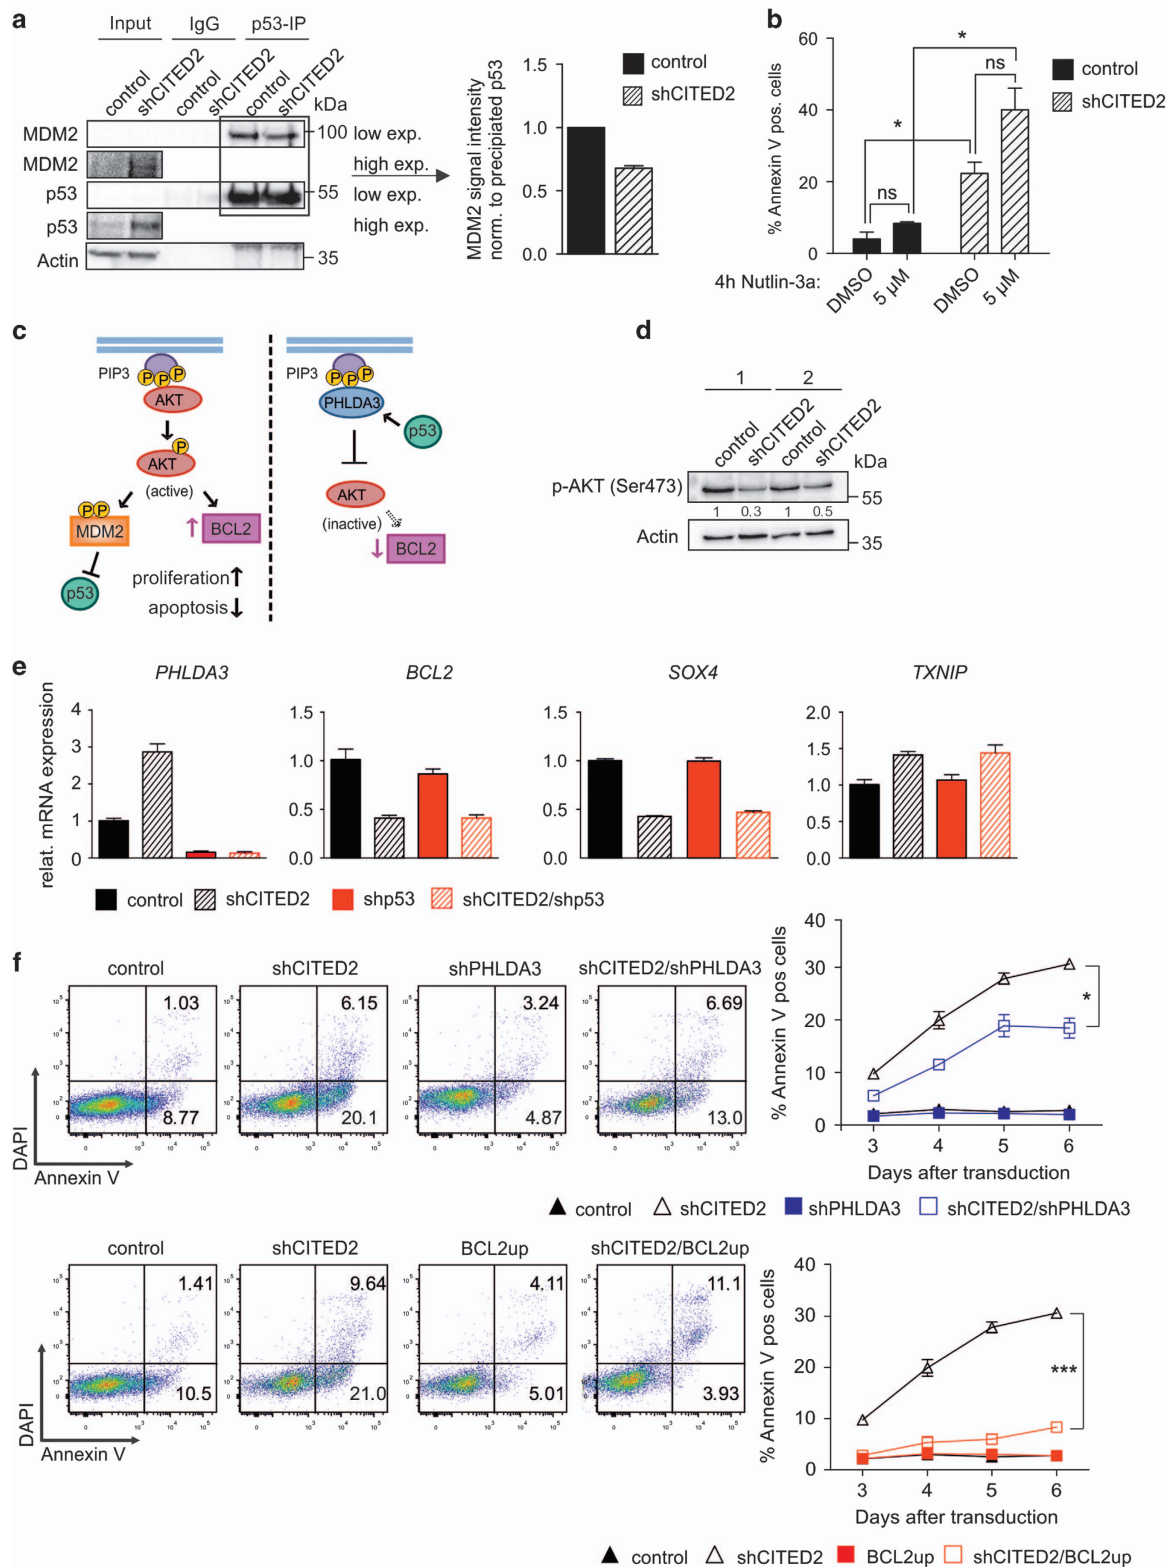 a
Input IgG p53-IP
control shCITED2 control shCITED2 control shCITED2
kDa
MDM2 100 low exp.
MDM2 high exp.
p53 55 low exp.
p53 high exp.
Actin 35
MDM2 signal intensity
norm. to precipiated p53
1.5
1.0
0.5
0.0
control
shCITED2
b
% Annexin V pos. cells
60
40
20
0
*
ns
*
ns
control
shCITED2
4h Nutlin-3a: DMSO 5 µM DMSO 5 µM
c
PIP3
P P P
AKT
P
AKT
(active)
P P
MDM2
BCL2
p53
proliferation
apoptosis
PIP3
P P P
PHLDA3
p53
AKT
(inactive)
BCL2
d
1 2
control shCITED2 control shCITED2
kDa
p-AKT (Ser473) 55
1 0.3 1 0.5
Actin 35
e
PHLDA3 BCL2 SOX4 TXNIP
relat. mRNA expression
4
3
2
1
0
1.5
1.0
0.5
0.0
1.5
1.0
0.5
0.0
2.0
1.5
1.0
0.5
0.0
control shCITED2 shp53 shCITED2/shp53
f
control shCITED2 shPHLDA3 shCITED2/shPHLDA3
1.03 6.15 3.24 6.69
8.77 20.1 4.87 13.0
DAPI
Annexin V
% Annexin V pos cells
40
30
20
10
0
*
3 4 5 6
Days after transduction
control shCITED2 shPHLDA3 shCITED2/shPHLDA3
control shCITED2 BCL2up shCITED2/BCL2up
1.41 9.64 4.11 11.1
10.5 21.0 5.01 3.93
DAPI
Annexin V
% Annexin V pos cells
40
30
20
10
0
***
3 4 5 6
Days after transduction
control shCITED2 BCL2up shCITED2/BCL2up